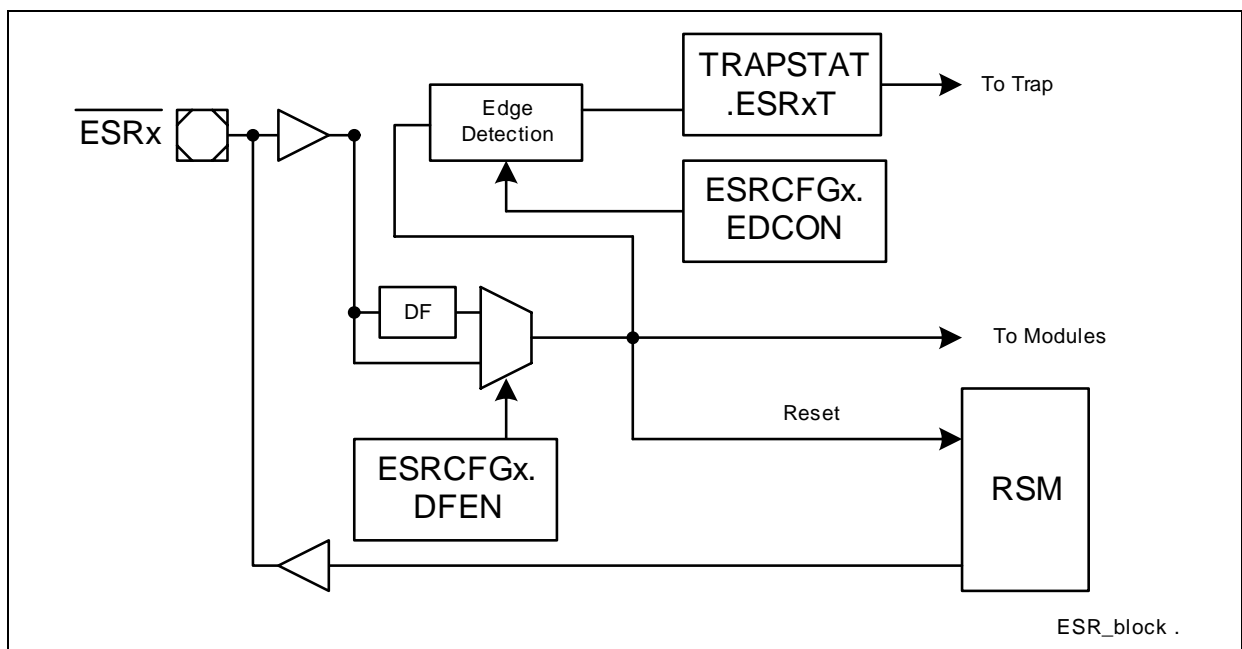 TRAPSTAT
.ESRxT
To Trap
ESRx
Edge
Detection
ESRCFGx.
EDCON
DF
To Modules
Reset
ESRCFGx.
DFEN
RSM
ESR_block .